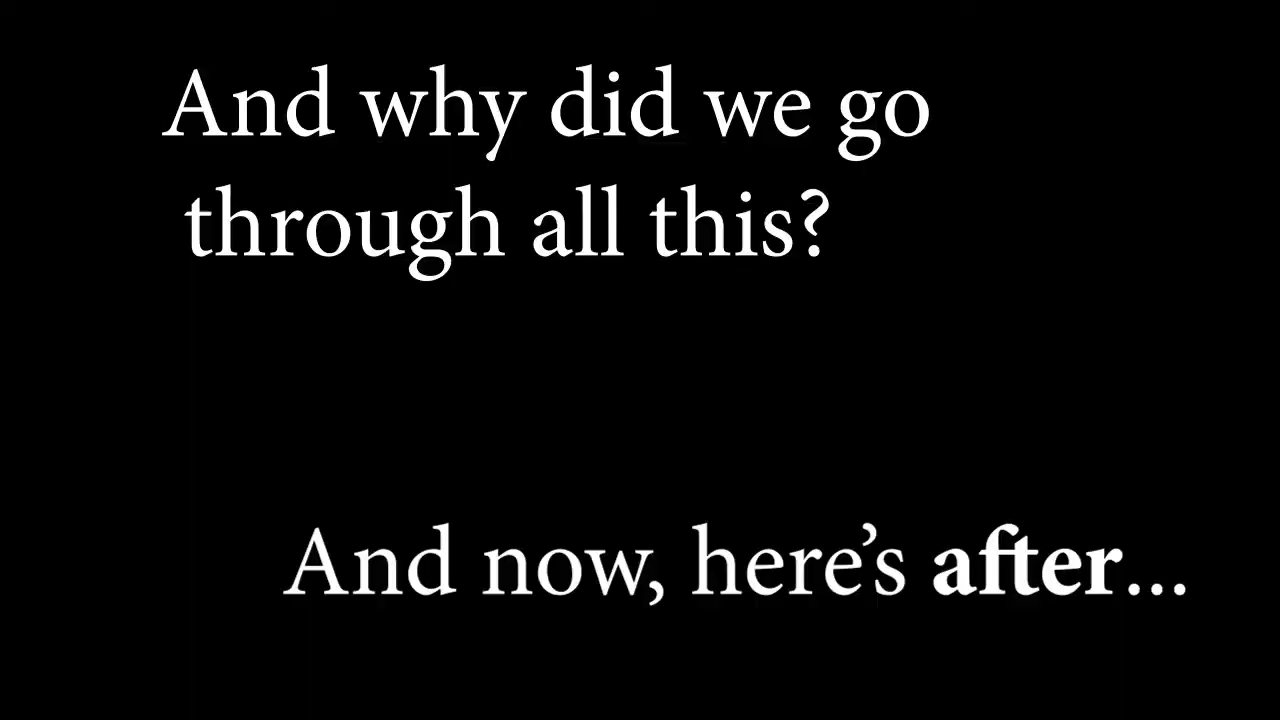 And why did we go
through all this?
And now, here’s after...